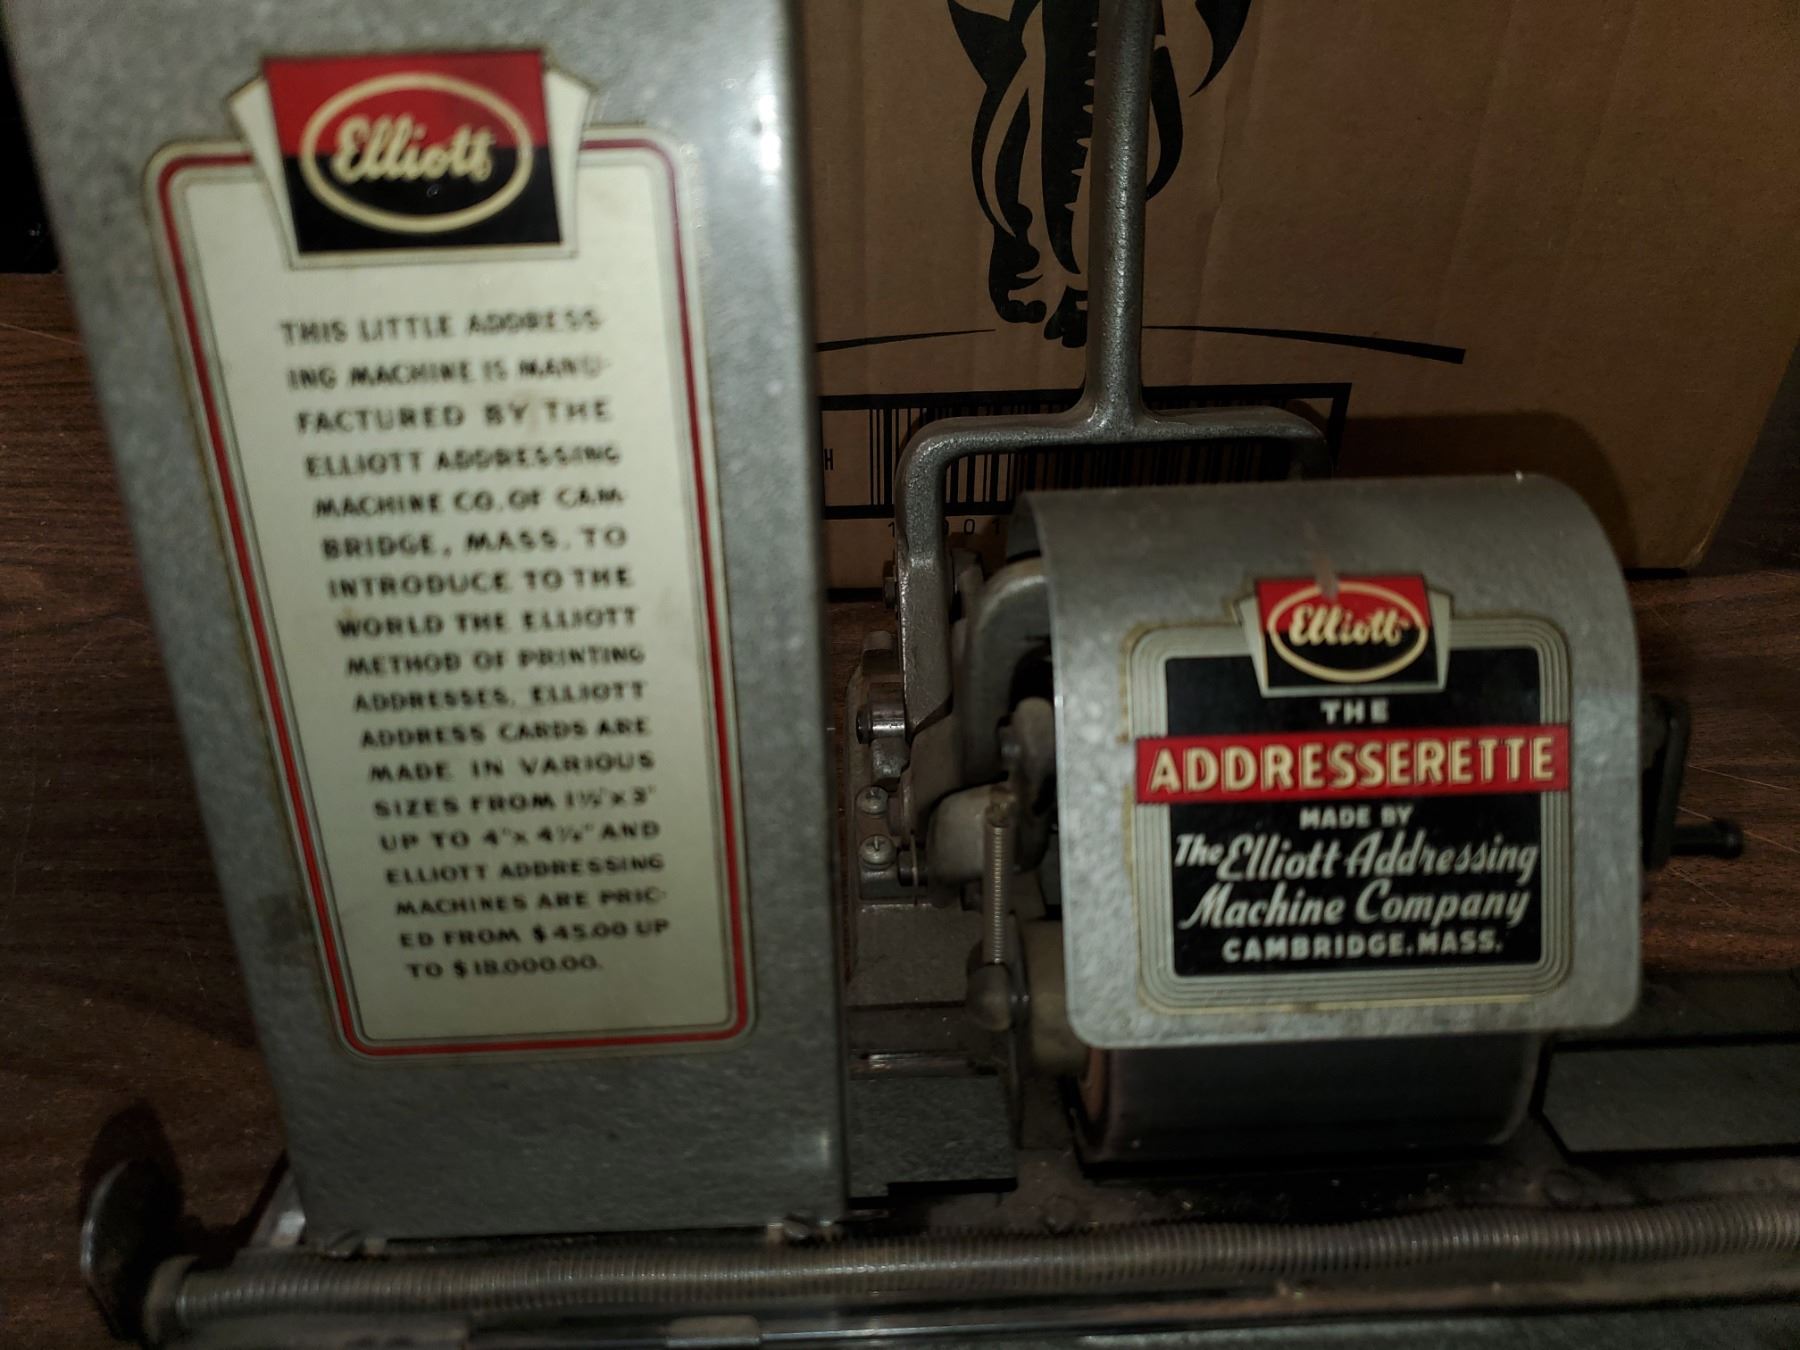 Elliott
THIS LITTLE ADDRESS-
ING MACHINE IS MANU-
FACTURED BY THE
ELLIOTT ADDRESSING
MACHINE CO. OF CAM
BRIDGE, MASS. TO
INTRODUCE TO THE
WORLD THE ELLIOTT
METHOD OF PRINTING
ADDRESSES. ELLIOTT
ADDRESS CARDS ARE
MADE IN VARIOUS
SIZES FROM
UP TO 4" x 4½" AND
ELLIOTT ADDRESSING
MACHINES ARE PRIC-
ED FROM $45.00 UP
TO $18,000.00.
Elliott
THE
ADDRESSERETTE
MADE BY
The Elliott Addressing
Machine Company
CAMBRIDGE, MASS.